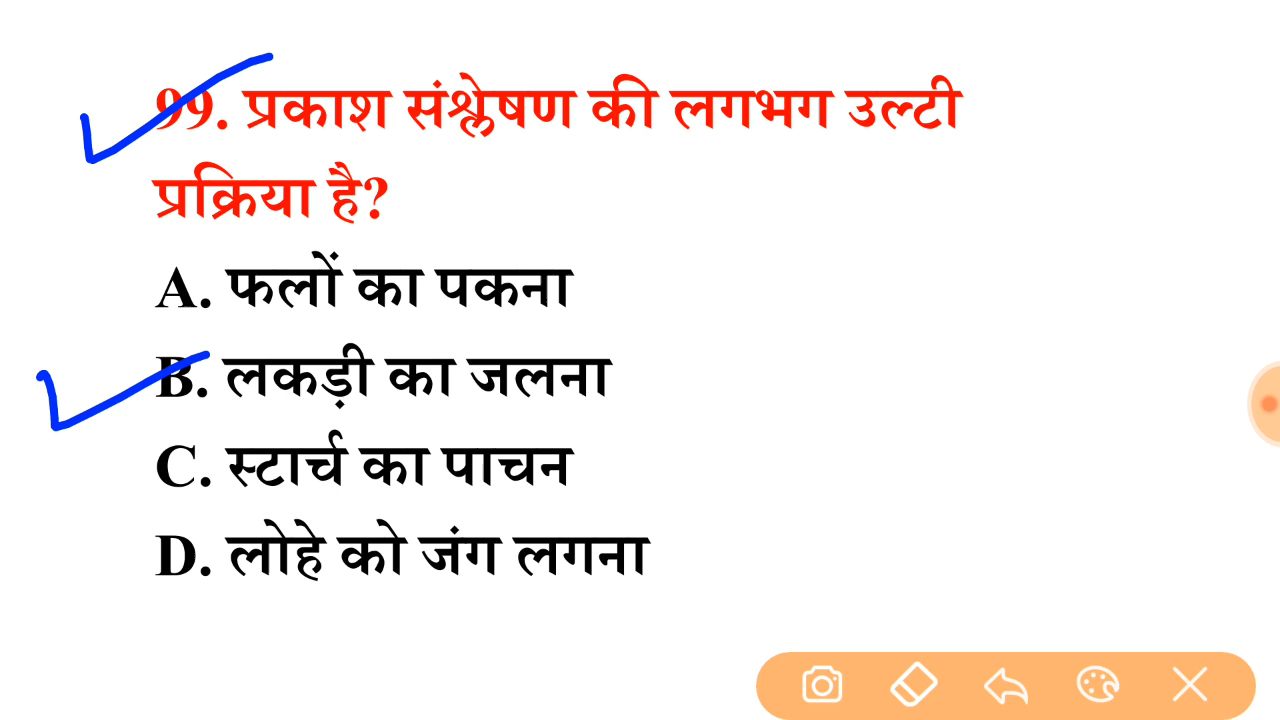 99. प्रकाश संश्लेषण की लगभग उल्टी
प्रक्रिया है?
A. फलों का पकना
B. लकड़ी का जलना
C. स्टार्च का पाचन
D. लोहे को जंग लगना